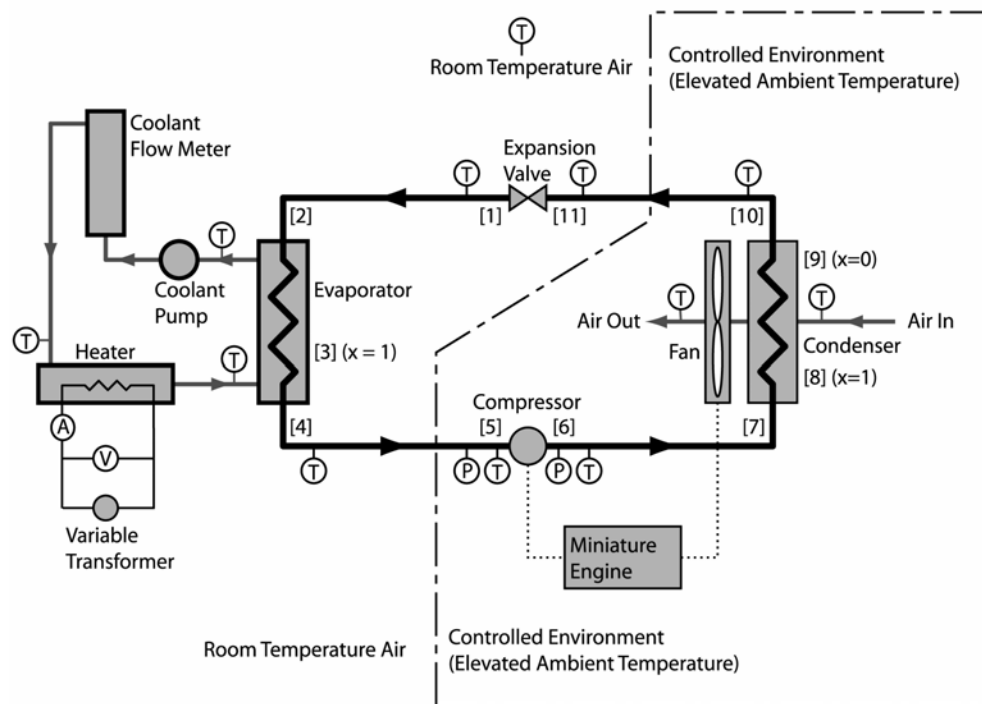 T
Room Temperature Air
Controlled Environment
(Elevated Ambient Temperature)
Coolant
Flow Meter
Expansion
Valve
T
T
T
[2]
[1]
[11]
[10]
T
Coolant
Pump
Evaporator
[9] (x=0)
T
T
Air Out
Air In
Fan
Condenser
T
Heater
T
[3] (x = 1)
[8] (x=1)
A
V
Variable
Transformer
Compressor
[4]
[5]
[6]
[7]
T
P
T
P
T
Miniature
Engine
Room Temperature Air
Controlled Environment
(Elevated Ambient Temperature)